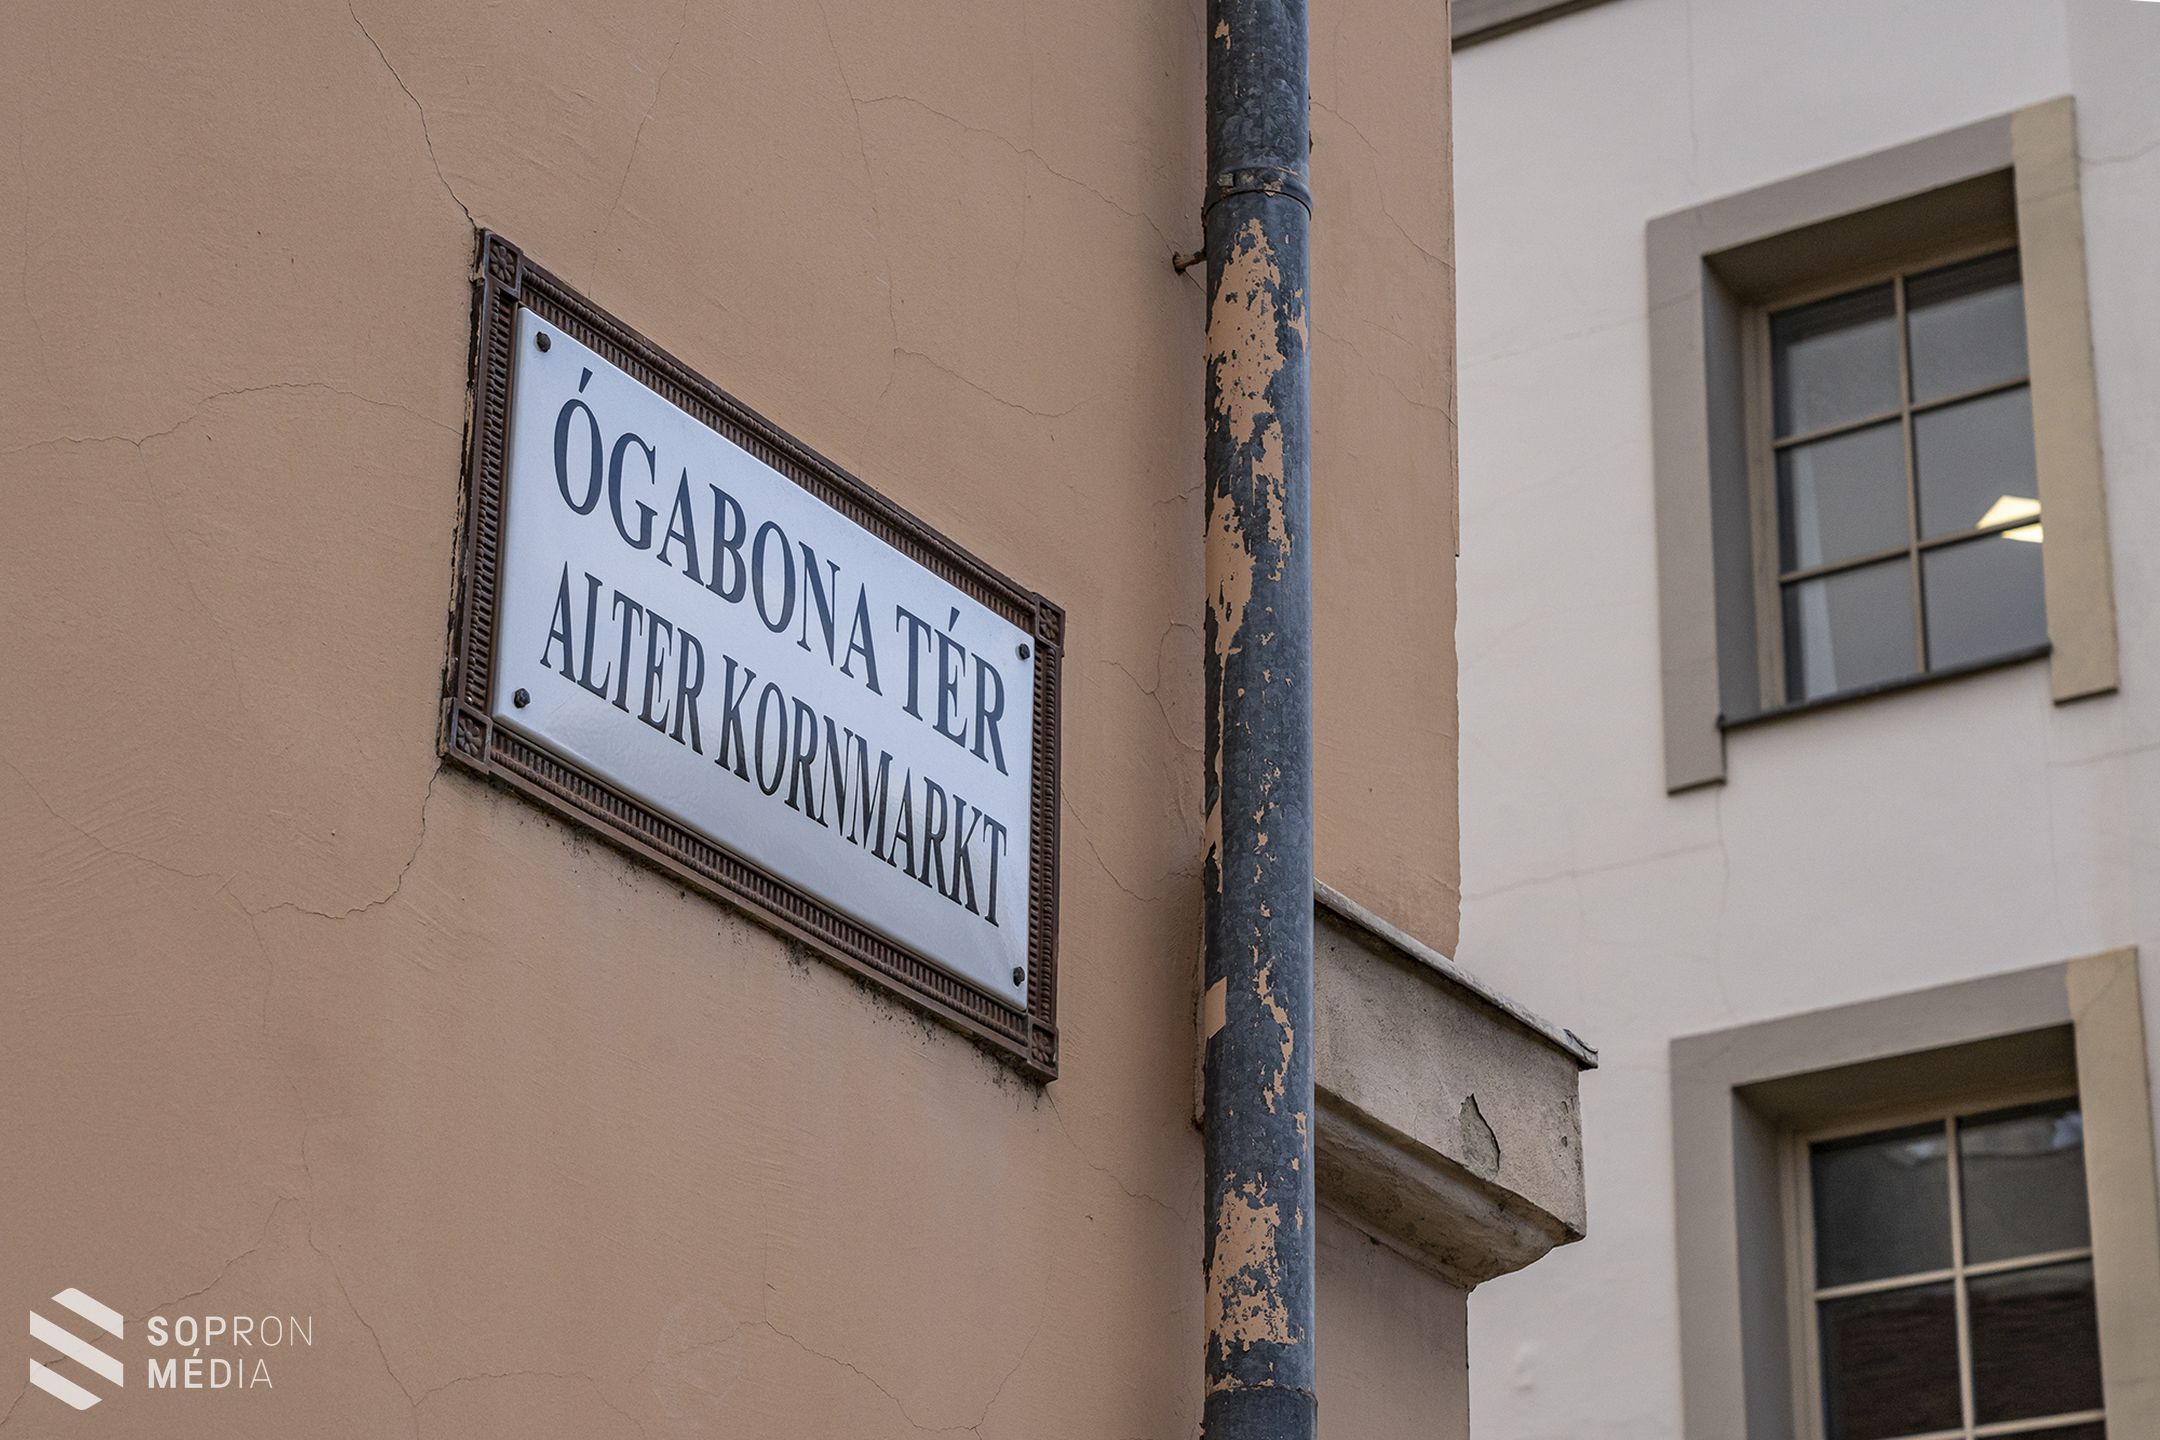 ÓGABONA TÉR
ALTER KORNMARKT
SOPRON
MÉDIA